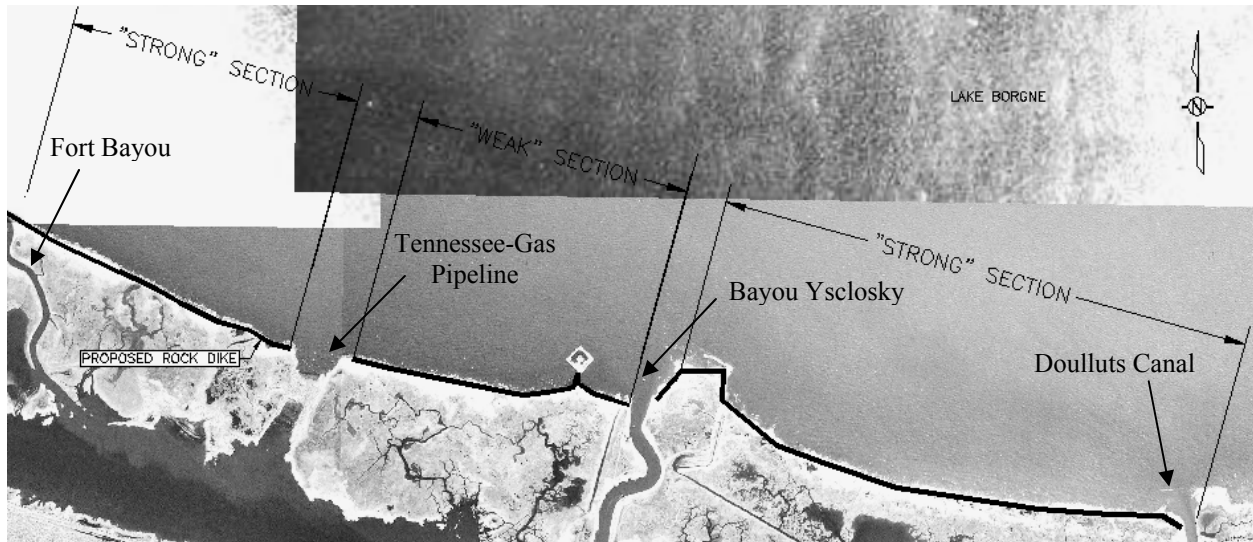 "STRONG" SECTION
LAKE BORGNE
N
"WEAK" SECTION
Fort Bayou
"STRONG" SECTION
Tennessee-Gas
Pipeline
Bayou Ysclosky
PROPOSED ROCK DIKE
Doulluts Canal